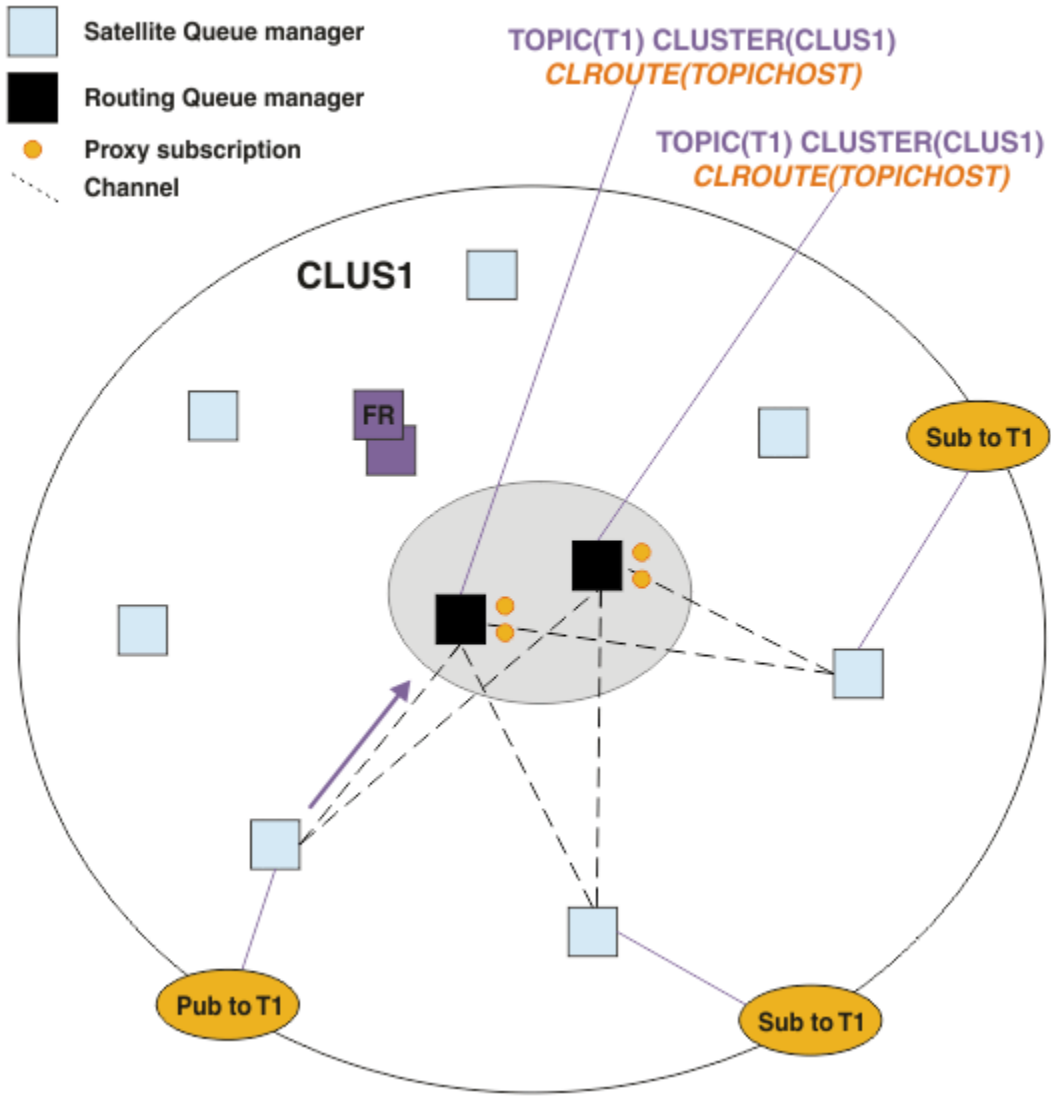 Satellite Queue manager
Routing Queue manager
Proxy subscription
Channel
TOPIC(T1) CLUSTER(CLUS1)
CLROUTE(TOPICHOST)
TOPIC(T1) CLUSTER(CLUS1)
CLROUTE(TOPICHOST)
CLUS1
FR
Sub to T1
Pub to T1
Sub to T1